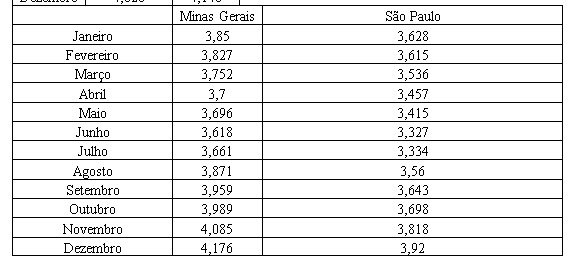 Minas Gerais São Paulo
Janeiro 3,85 3,628
Fevereiro 3,827 3,615
Março 3,752 3,536
Abril 3,7 3,457
Maio 3,696 3,415
Junho 3,618 3,327
Julho 3,661 3,334
Agosto 3,871 3,56
Setembro 3,959 3,643
Outubro 3,989 3,698
Novembro 4,085 3,818
Dezembro 4,176 3,92